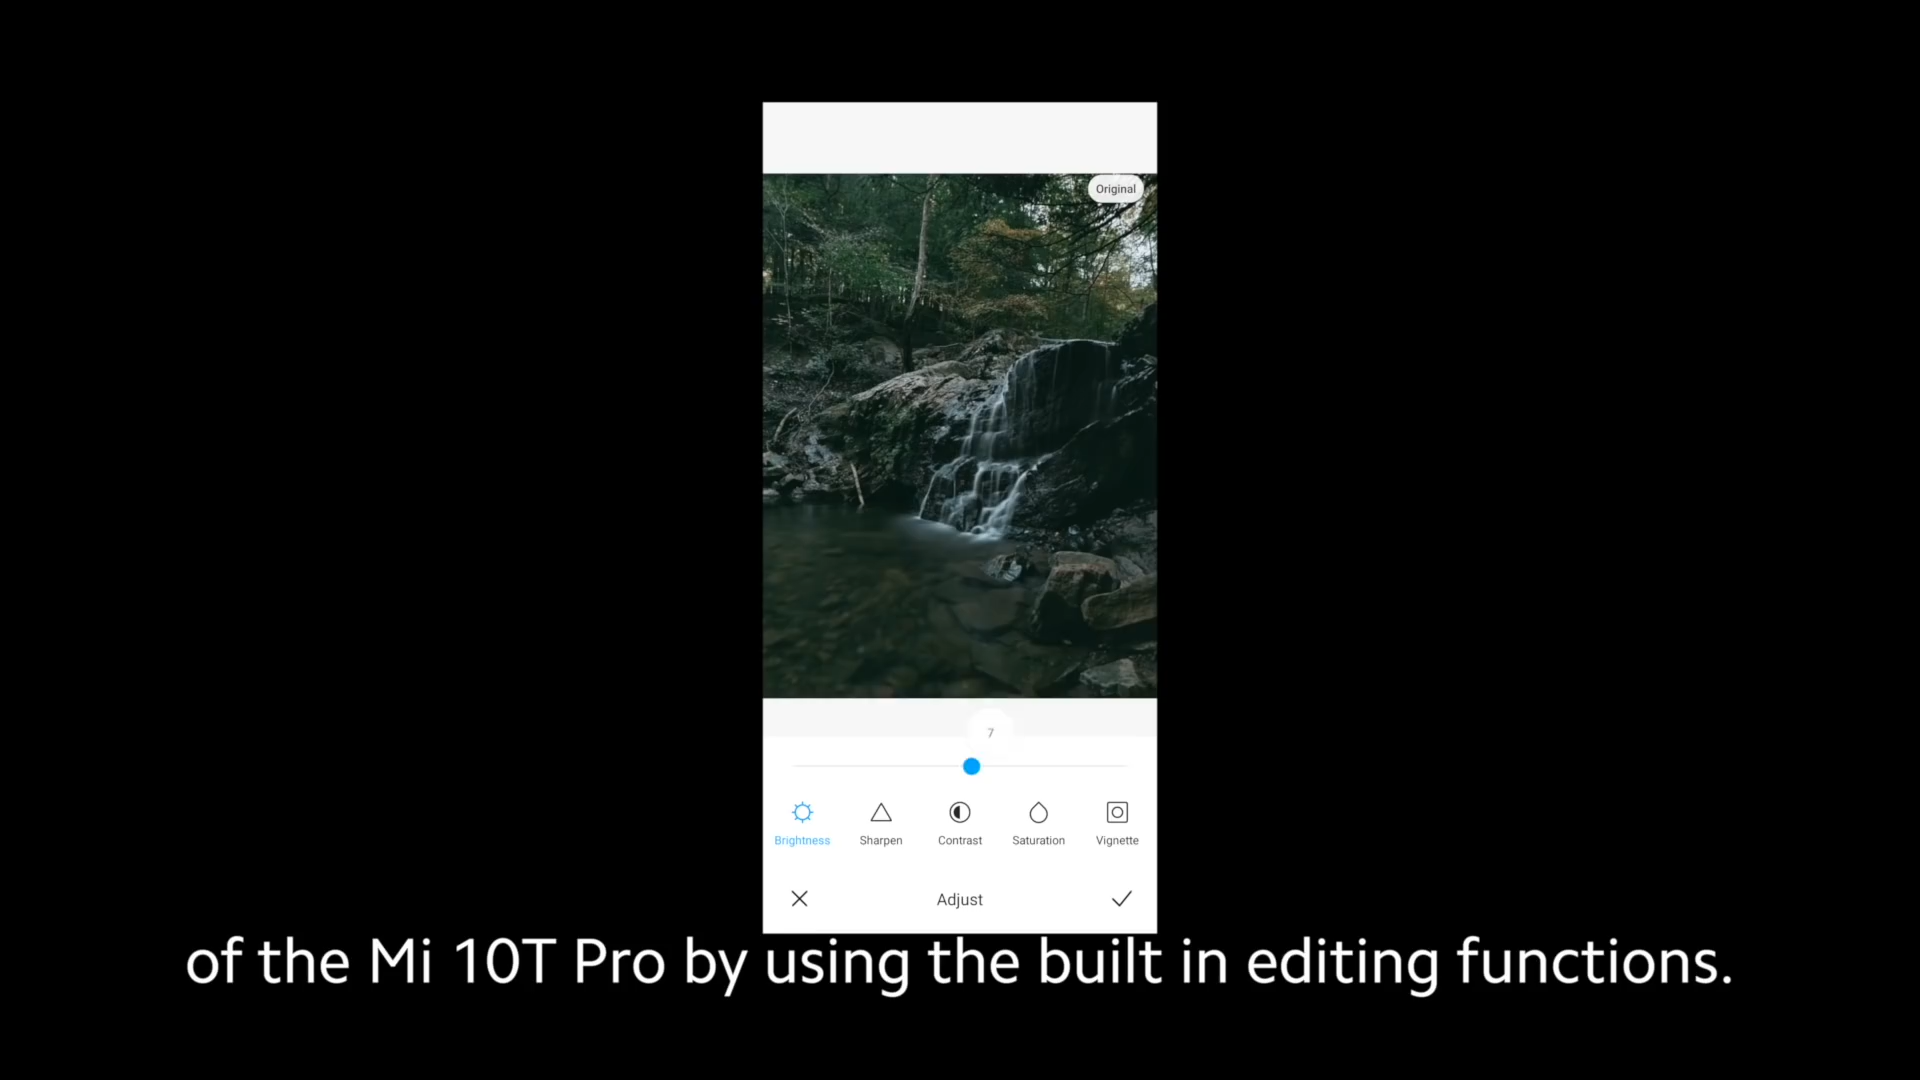 Original
7
Brightness Sharpen Contrast Saturation Vignette
Adjust
of the Mi 10T Pro by using the built in editing functions.